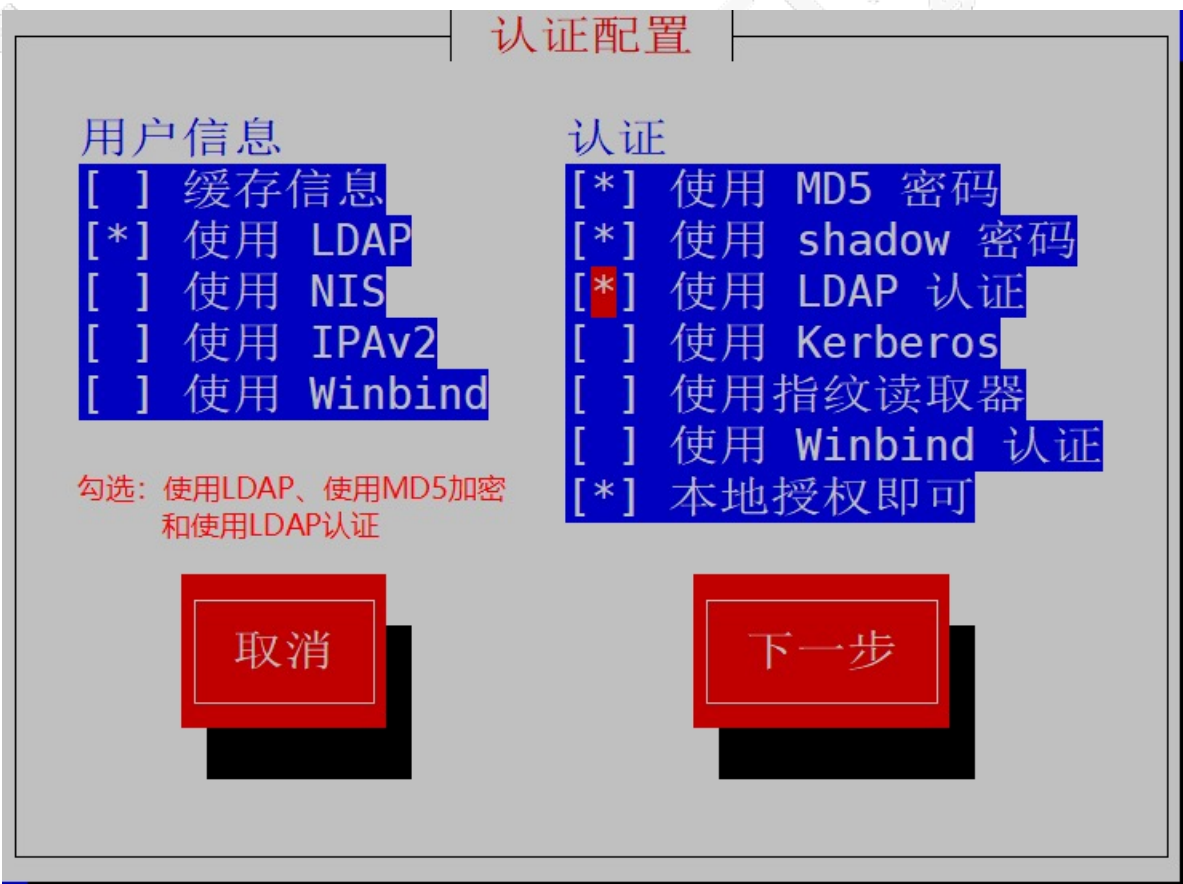 认证配置
用户信息
[ ] 缓存信息
[*] 使用 LDAP
[ ] 使用 NIS
[ ] 使用 IPAv2
[ ] 使用 Winbind
认证
[*] 使用 MD5 密码
[*] 使用 shadow 密码
[*] 使用 LDAP 认证
[ ] 使用 Kerberos
[ ] 使用指纹读取器
[ ] 使用 Winbind 认证
[*] 本地授权即可
勾选：使用LDAP、使用MD5加密
和使用LDAP认证
取消
下一步